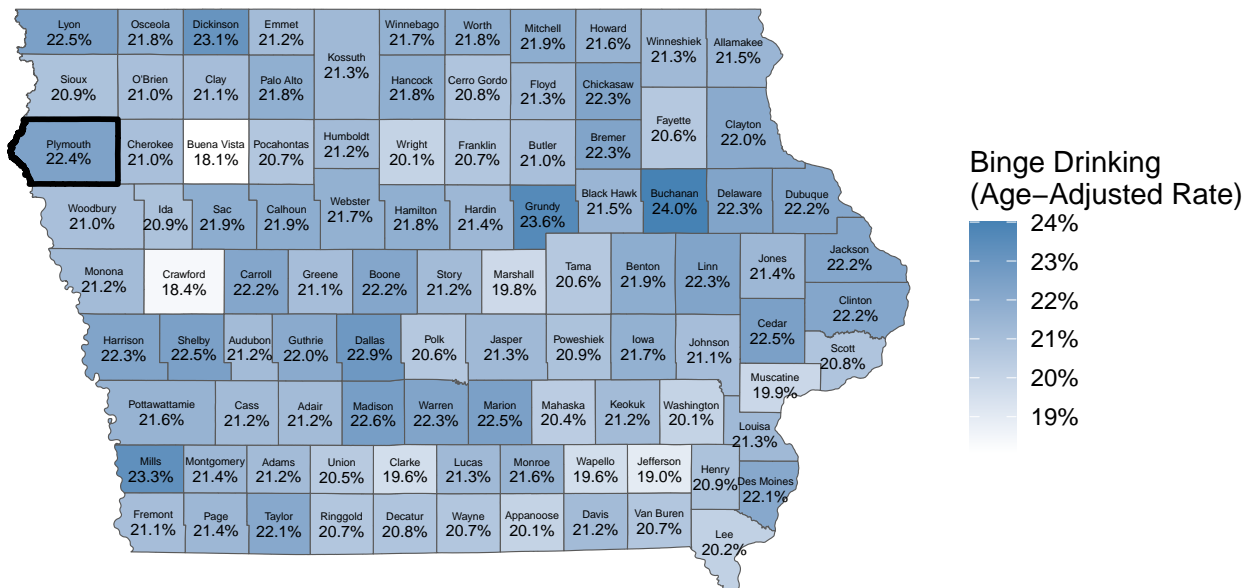 Lyon
22.5%
Osceola
21.8%
Dickinson
23.1%
Emmet
21.2%
Kossuth
21.3%
Winnebago
21.7%
Worth
21.8%
Mitchell
21.9%
Howard
21.6%
Winneshiek
21.3%
Allamakee
21.5%
Sioux
20.9%
O'Brien
21.0%
Clay
21.1%
Palo Alto
21.8%
Hancock
21.8%
Cerro Gordo
20.8%
Floyd
21.3%
Chickasaw
22.3%
Fayette
20.6%
Clayton
22.0%
Plymouth
22.4%
Cherokee
21.0%
Buena Vista
18.1%
Pocahontas
20.7%
Humboldt
21.2%
Wright
20.1%
Franklin
20.7%
Butler
21.0%
Bremer
22.3%
Woodbury
21.0%
Ida
20.9%
Sac
21.9%
Calhoun
21.9%
Webster
21.7%
Hamilton
21.8%
Hardin
21.4%
Grundy
23.6%
Black Hawk
21.5%
Buchanan
24.0%
Delaware
22.3%
Dubuque
22.2%
Monona
21.2%
Crawford
18.4%
Carroll
22.2%
Greene
21.1%
Boone
22.2%
Story
21.2%
Marshall
19.8%
Tama
20.6%
Benton
21.9%
Linn
22.3%
Jones
21.4%
Jackson
22.2%
Clinton
22.2%
Harrison
22.3%
Shelby
22.5%
Audubon
21.2%
Guthrie
22.0%
Dallas
22.9%
Polk
20.6%
Jasper
21.3%
Poweshiek
20.9%
Iowa
21.7%
Johnson
21.1%
Cedar
22.5%
Scott
20.8%
Muscatine
19.9%
Pottawattamie
21.6%
Cass
21.2%
Adair
21.2%
Madison
22.6%
Warren
22.3%
Marion
22.5%
Mahaska
20.4%
Keokuk
21.2%
Washington
20.1%
Louisa
21.3%
Mills
23.3%
Montgomery
21.4%
Adams
21.2%
Union
20.5%
Clarke
19.6%
Lucas
21.3%
Monroe
21.6%
Wapello
19.6%
Jefferson
19.0%
Henry
20.9%
Des Moines
22.1%
Fremont
21.1%
Page
21.4%
Taylor
22.1%
Ringgold
20.7%
Decatur
20.8%
Wayne
20.7%
Appanoose
20.1%
Davis
21.2%
Van Buren
20.7%
Lee
20.2%
Binge Drinking
(Age−Adjusted Rate)
24%
23%
22%
21%
20%
19%